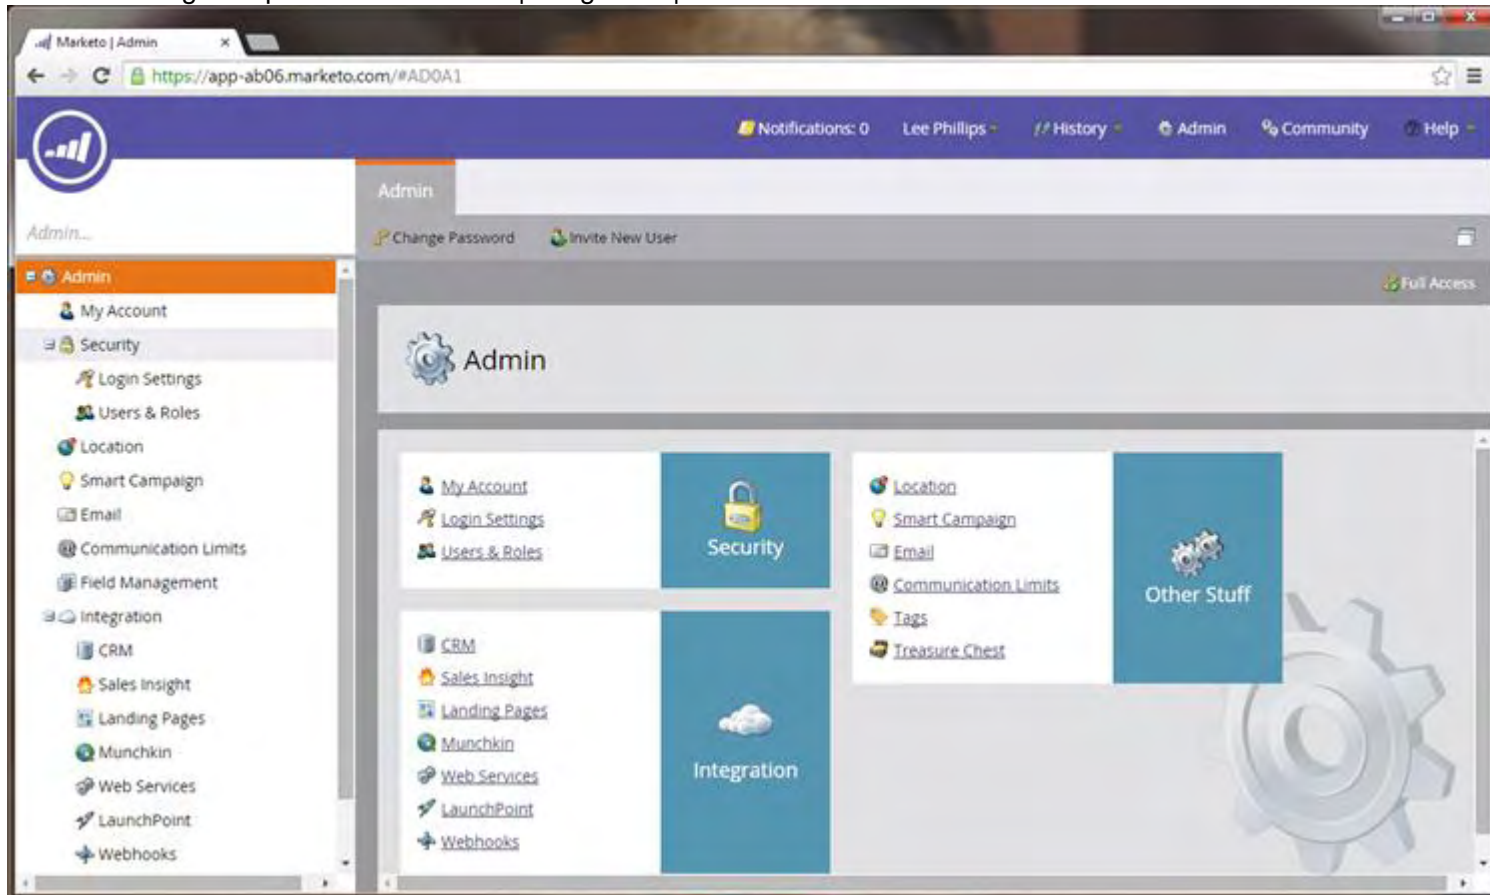 Marketo | Admin
https://app-ab06.marketo.com/#AD0A1
Notifications: 0 Lee Phillips History Admin Community Help
Admin
Admin...
Change Password Invite New User
Full Access
Admin
My Account
Security
Login Settings
Users & Roles
Location
Smart Campaign
Email
Communication Limits
Field Management
Integration
CRM
Sales Insight
Landing Pages
Munchkin
Web Services
LaunchPoint
Webhooks
Admin
My Account
Login Settings
Users & Roles
Security
Location
Smart Campaign
Email
Communication Limits
Tags
Treasure Chest
Other Stuff
CRM
Sales Insight
Landing Pages
Munchkin
Web Services
LaunchPoint
Webhooks
Integration